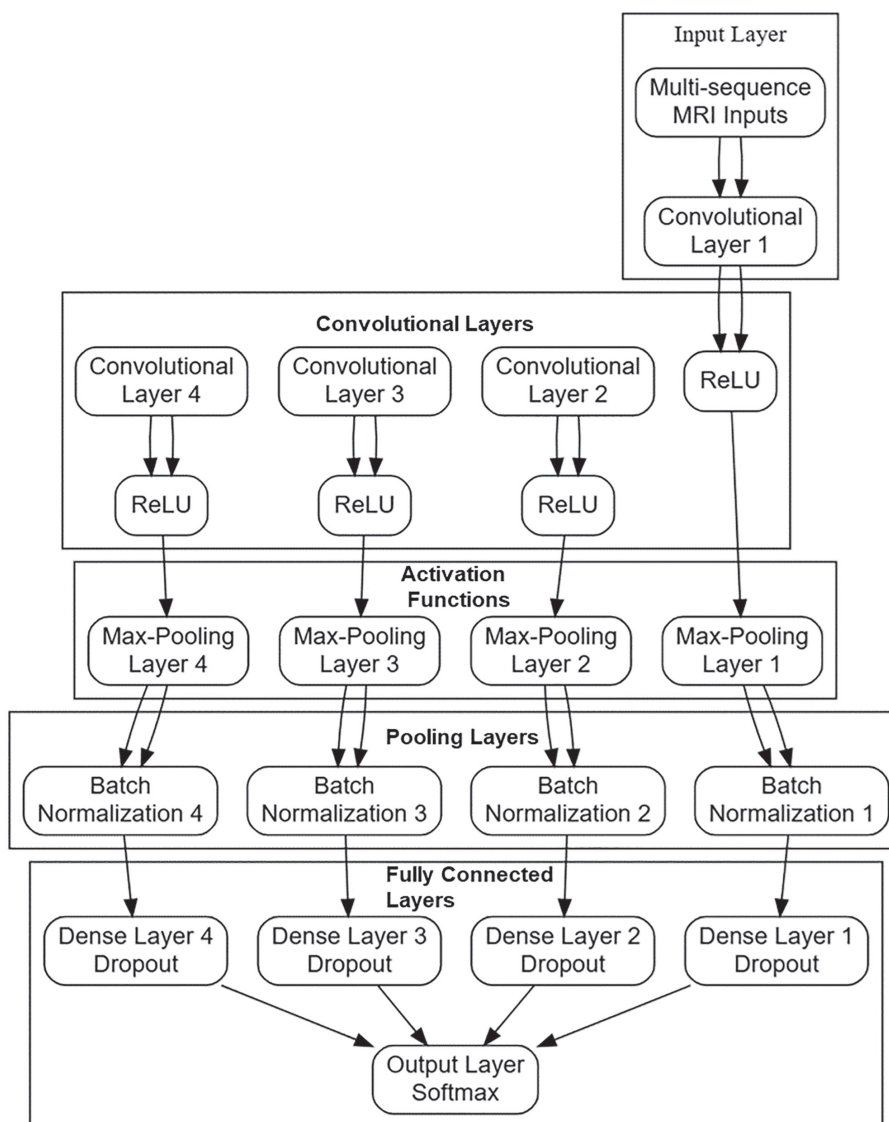 Input Layer
Multi-sequence
MRI Inputs
Convolutional
Layer 1
Convolutional Layers
Convolutional
Layer 4
Convolutional
Layer 3
Convolutional
Layer 2
ReLU
ReLU
ReLU
ReLU
Activation
Functions
Max-Pooling
Layer 4
Max-Pooling
Layer 3
Max-Pooling
Layer 2
Max-Pooling
Layer 1
Pooling Layers
Batch
Normalization 4
Batch
Normalization 3
Batch
Normalization 2
Batch
Normalization 1
Fully Connected
Layers
Dense Layer 4
Dropout
Dense Layer 3
Dropout
Dense Layer 2
Dropout
Dense Layer 1
Dropout
Output Layer
Softmax